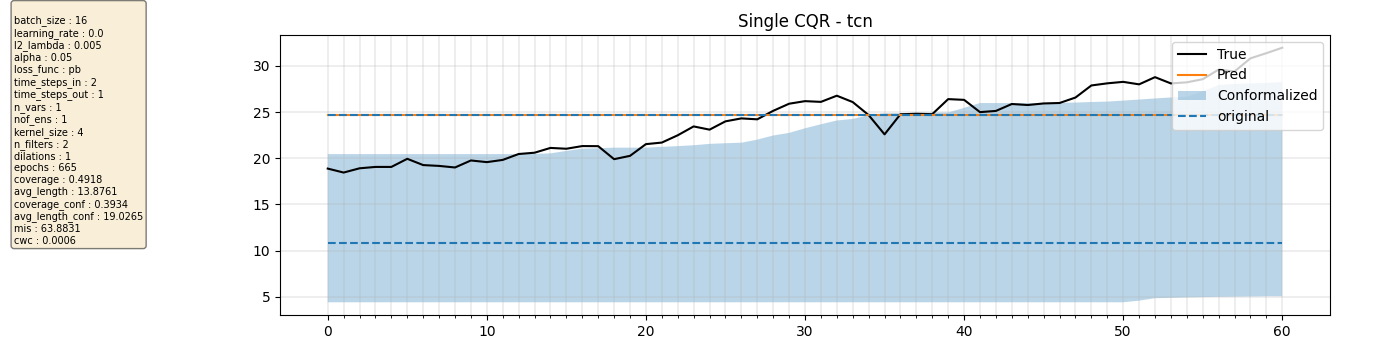 batch_size : 16
learning_rate : 0.0
l2_lambda : 0.005
alpha : 0.05
loss_func : pb
time_steps_in : 2
time_steps_out : 1
n_vars : 1
nof_ens : 1
kernel_size : 4
n_filters : 2
dilations : 1
epochs : 665
coverage : 0.4918
avg_length : 13.8761
coverage_conf : 0.3934
avg_length_conf : 19.0265
mis : 63.8831
cwc : 0.0006
Single CQR - tcn
30
25
20
15
10
5
0 10 20 30 40 50 60
True
Pred
Conformalized
original